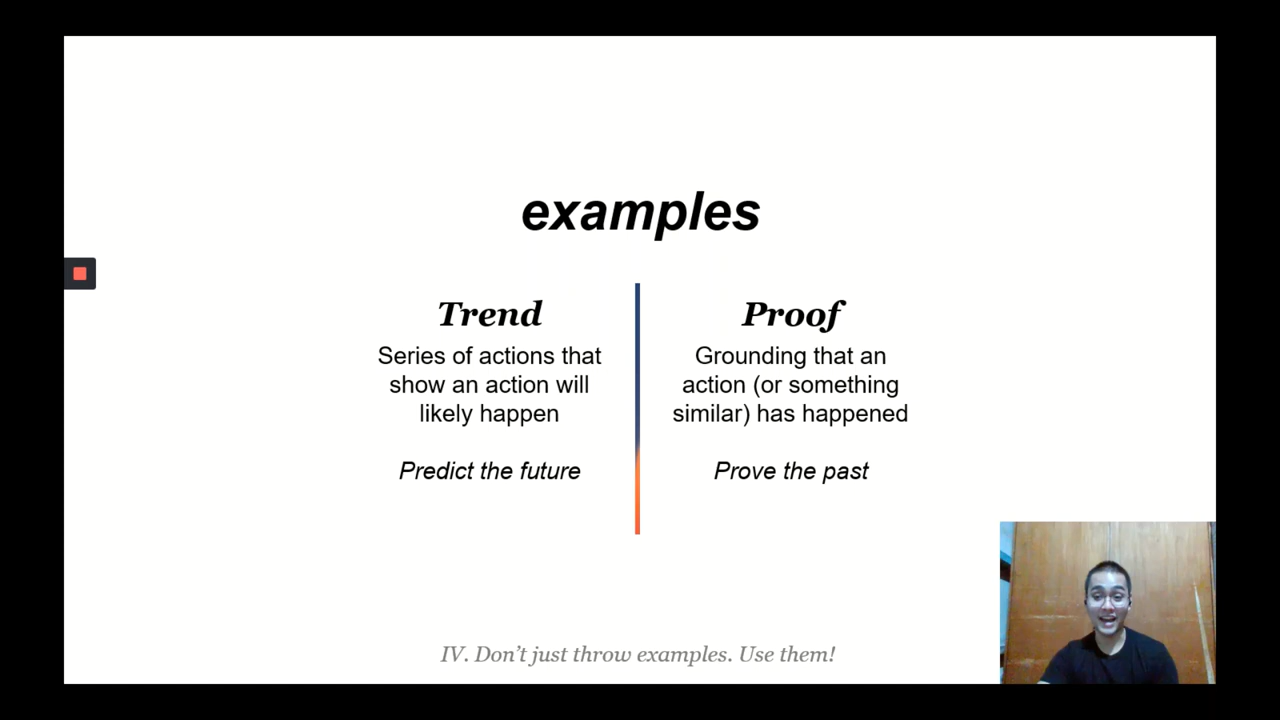 examples
Trend
Series of actions that
show an action will
likely happen
Predict the future
Proof
Grounding that an
action (or something
similar) has happened
Prove the past
IV. Don’t just throw examples. Use them!